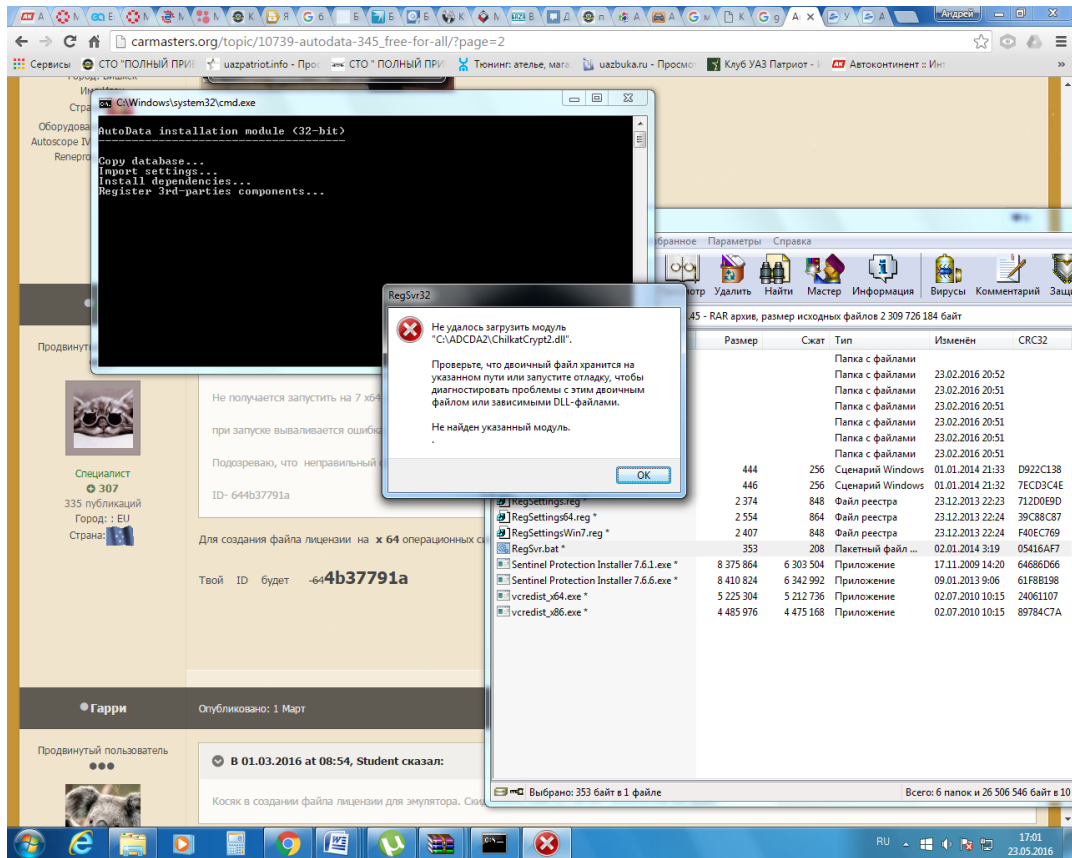 Андрей
carmasters.org/topic/10739-autodata-345_free-for-all/?page=2
Сервисы
СТО "ПОЛНЫЙ ПРИ
uazpatriot.info - Прос
СТО " ПОЛНЫЙ ПРИ
Тюнинг: ателье, мага
uazbuka.ru - Просмот
Клуб УАЗ Патриот -
Автоконтинент :: Инт
»
Город: Бишкек
Им
Стра
Оборудова
Autoscope IV
Renepro
C:\Windows\system32\cmd.exe
AutoData installation module (32-bit)
Copy database...
Import settings...
Install dependencies...
Register 3rd-parties components...
бранное Параметры Справка
отр Удалить Найти Мастер Информация Вирусы Комментарий Защи
.45 - RAR архив, размер исходных файлов 2 309 726 184 байт
Размер Сжат Тип Изменён CRC32
Папка с файлами
Папка с файлами 23.02.2016 20:52
Папка с файлами 23.02.2016 20:51
Папка с файлами 23.02.2016 20:51
Папка с файлами 23.02.2016 20:51
Папка с файлами 23.02.2016 20:51
444 256 Сценарий Windows 01.01.2014 21:33 D922C138
446 256 Сценарий Windows 01.01.2014 21:32 7ECD3C4E
RegSettings.reg * 2 374 848 Файл реестра 23.12.2013 22:23 712D0E9D
RegSettings64.reg * 2 554 864 Файл реестра 23.12.2013 22:24 39C88C87
RegSettingsWin7.reg * 2 407 848 Файл реестра 23.12.2013 22:24 F40EC769
RegSvr.bat * 353 208 Пакетный файл ... 02.01.2014 3:19 05416AF7
Sentinel Protection Installer 7.6.1.exe * 8 375 864 6 303 504 Приложение 17.11.2009 14:20 64686D66
Sentinel Protection Installer 7.6.6.exe * 8 410 824 6 342 992 Приложение 09.01.2013 9:06 61F8B198
vcredist_x64.exe * 5 225 304 5 212 736 Приложение 02.07.2010 10:15 24061107
vcredist_x86.exe * 4 485 976 4 475 168 Приложение 02.07.2010 10:15 89784C7A
Выбрано: 353 байт в 1 файле
Всего: 6 папок и 26 506 546 байт в 10
RegSvr32
Не удалось загрузить модуль
"C:\ADCDA2\ChilkatCrypt2.dll".
Проверьте, что двоичный файл хранится на
указанном пути или запустите отладку, чтобы
диагностировать проблемы с этим двоичным
файлом или зависимыми DLL-файлами.
Не найден указанный модуль.
.
OK
Продвинут
Специалист
307
335 публикаций
Город: : EU
Страна:
Не получается запустить на 7 x64
при запуске вываливается ошибка
Подозреваю, что неправильный
ID- 644b37791a
Для создания файла лицензии на х 64 операционных си
Твой ID будет -644b37791a
Гарри
Опубликовано: 1 Март
Продвинутый пользователь
В 01.03.2016 at 08:54, Student сказал:
Косяк в создании файла лицензии для эмулятора. Ски
RU
17:01
23.05.2016